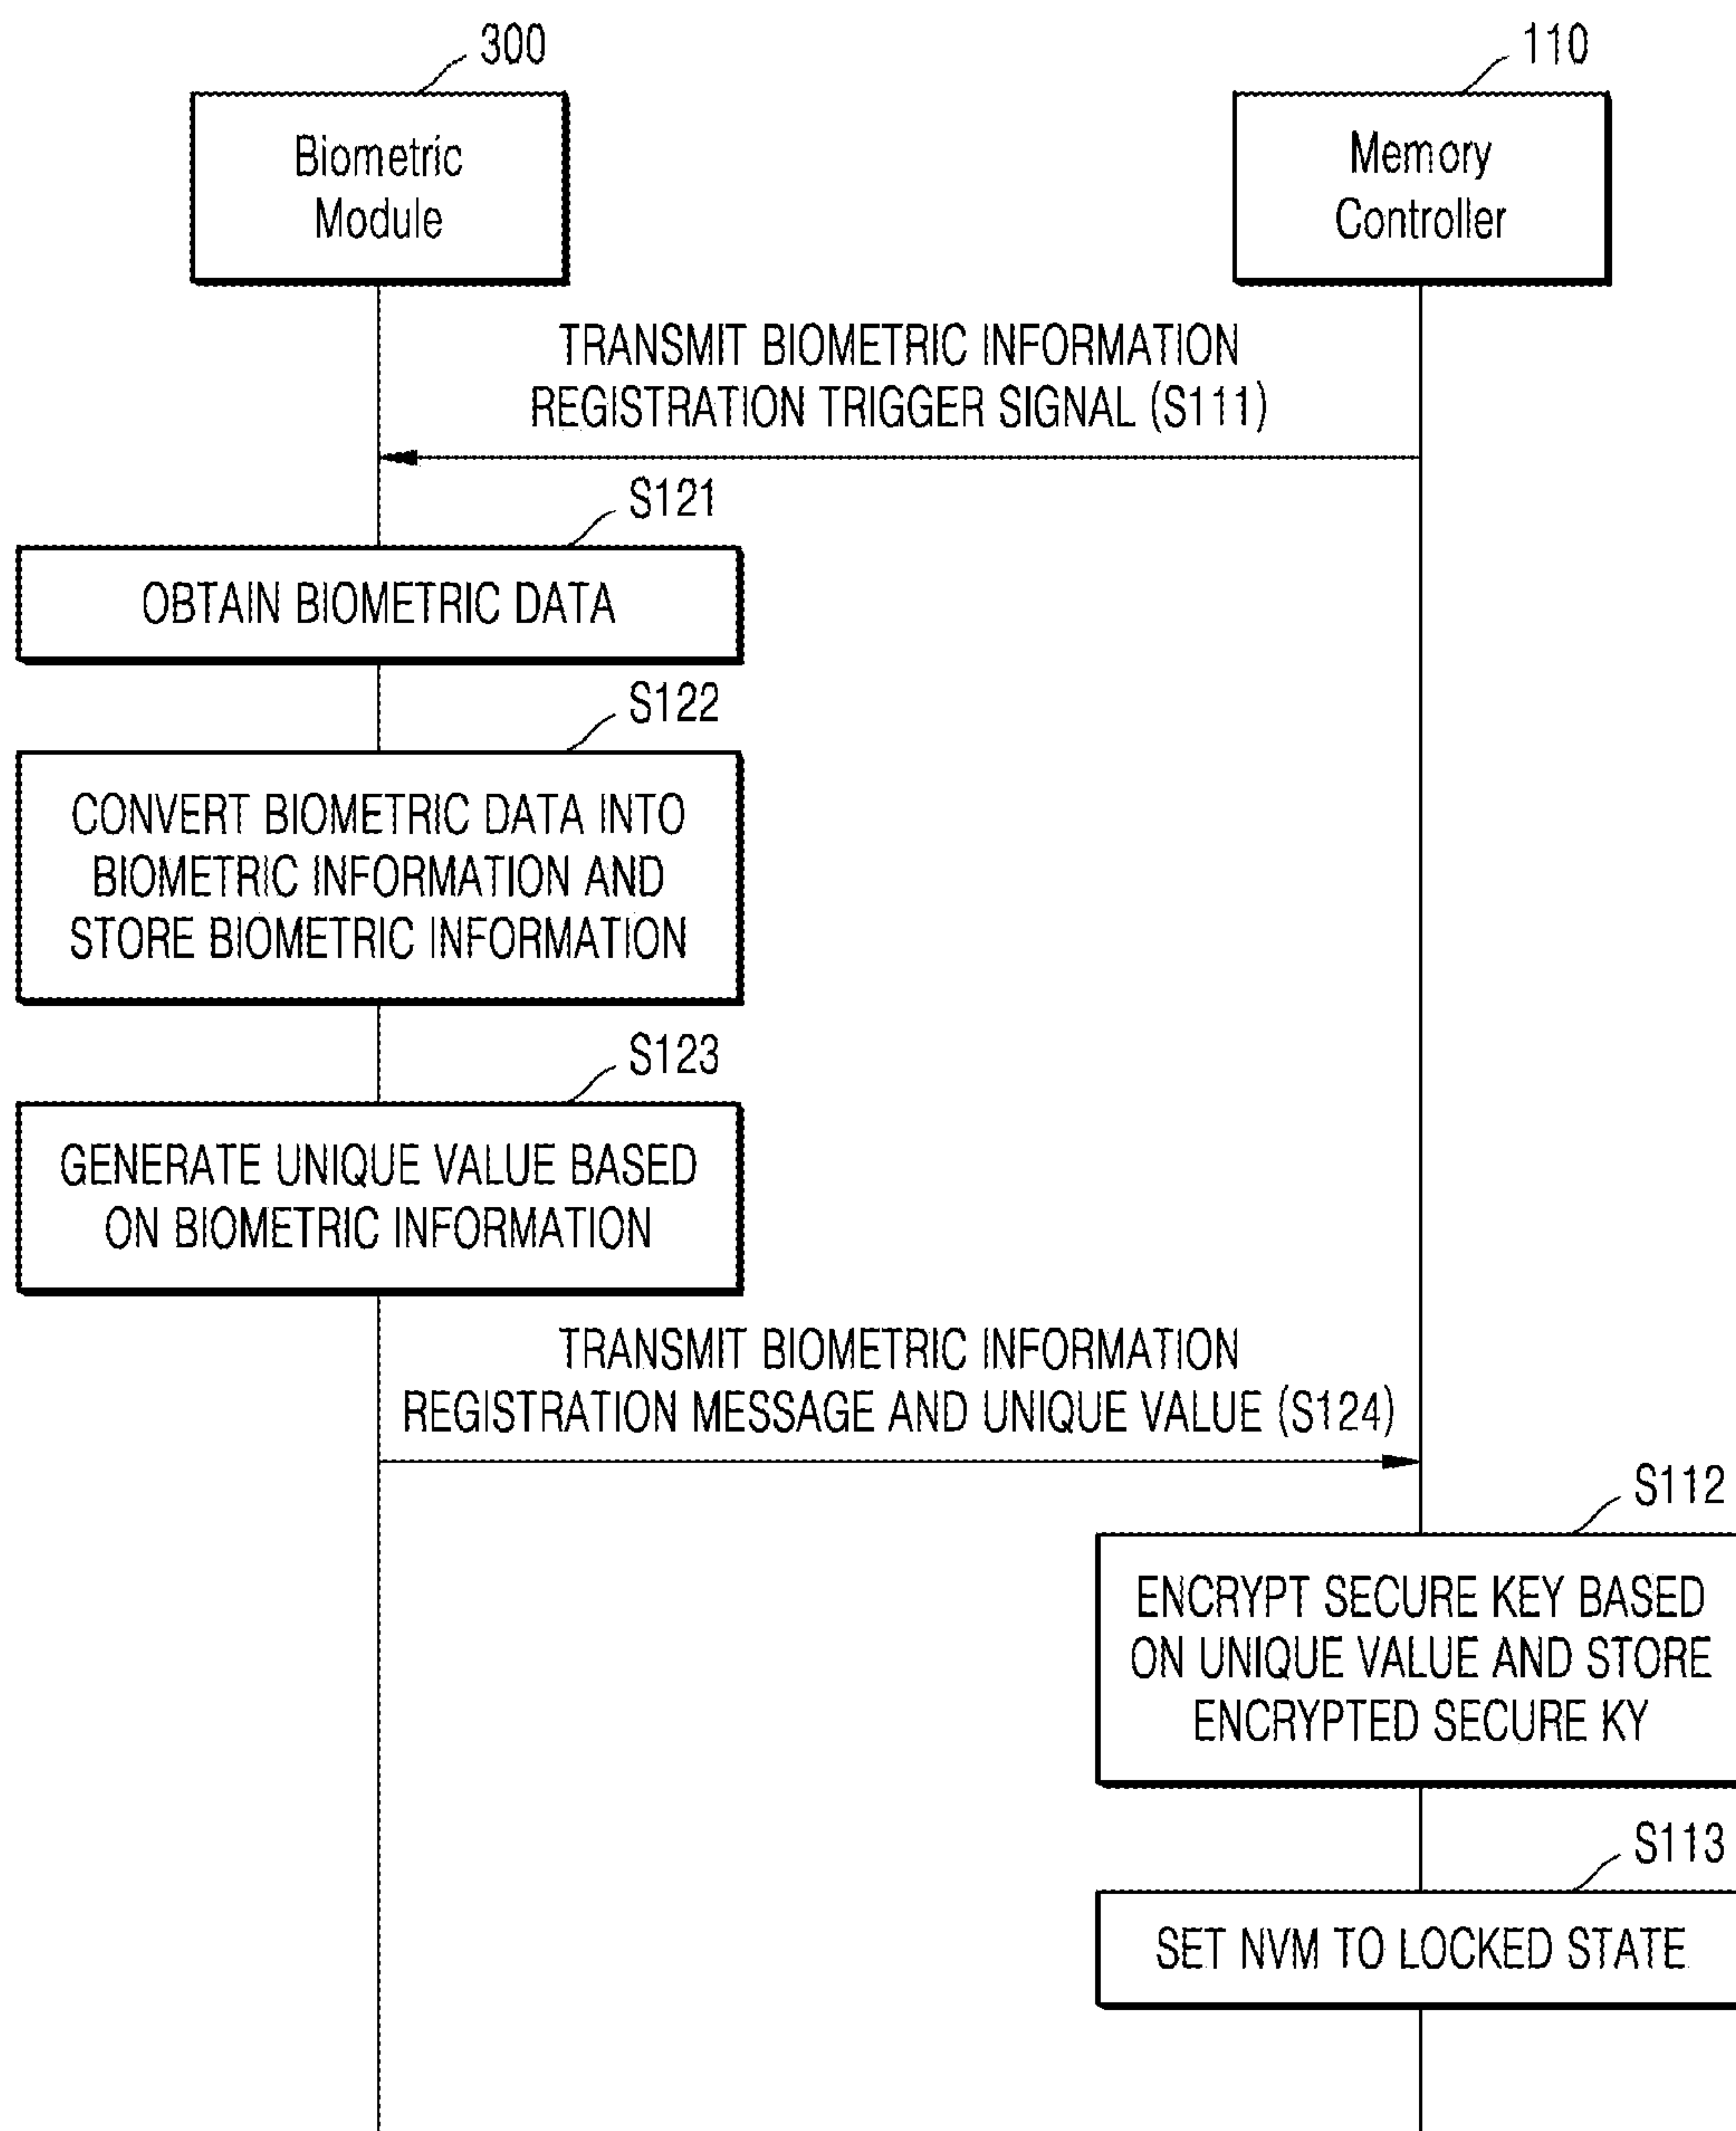 300
110
Biometric
Module
Memory
Controller
TRANSMIT BIOMETRIC INFORMATION
REGISTRATION TRIGGER SIGNAL (S111)
S121
OBTAIN BIOMETRIC DATA
S122
CONVERT BIOMETRIC DATA INTO
BIOMETRIC INFORMATION AND
STORE BIOMETRIC INFORMATION
S123
GENERATE UNIQUE VALUE BASED
ON BIOMETRIC INFORMATION
TRANSMIT BIOMETRIC INFORMATION
REGISTRATION MESSAGE AND UNIQUE VALUE (S124)
S112
ENCRYPT SECURE KEY BASED
ON UNIQUE VALUE AND STORE
ENCRYPTED SECURE KY
S113
SET NVM TO LOCKED STATE